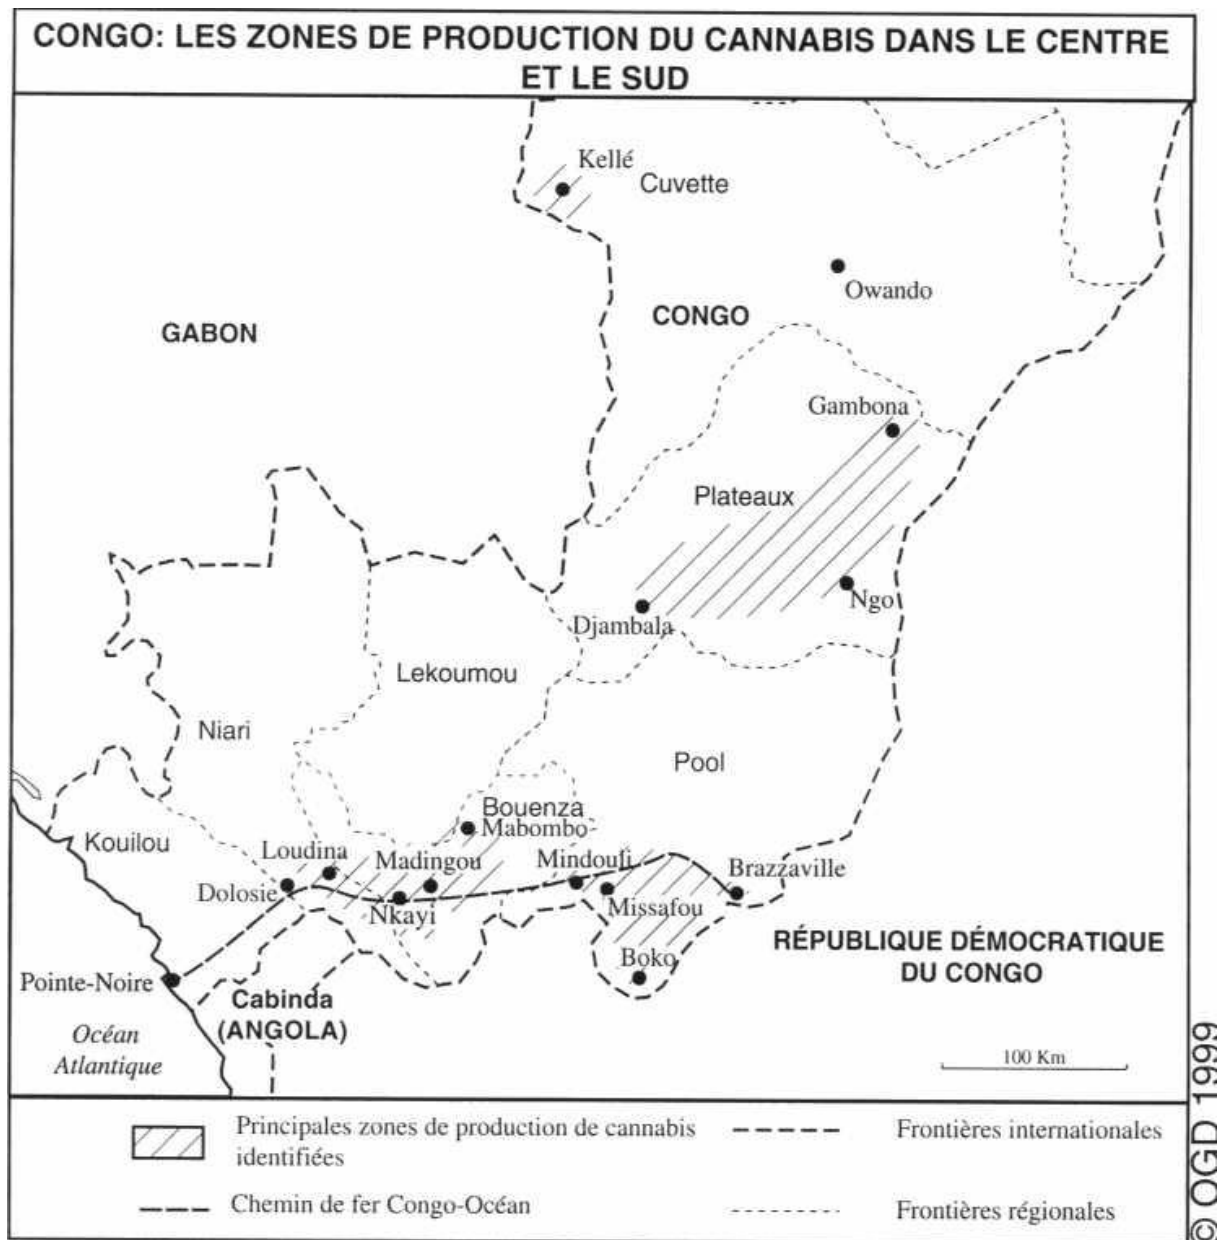 CONGO: LES ZONES DE PRODUCTION DU CANNABIS DANS LE CENTRE
ET LE SUD
Kellé
Cuvette
Owando
GABON
CONGO
Gambona
Plateaux
Ngo
Djambala
Lekoumou
Niari
Pool
Bouenza
Mabombo
Kouilou
Loudina
Madingou
Mindouli
Brazzaville
Dolosie
Nkayi
Missafou
RÉPUBLIQUE DÉMOCRATIQUE
DU CONGO
Boko
Pointe-Noire
Cabinda
(ANGOLA)
Océan
Atlantique
100 Km
Principales zones de production de cannabis
identifiées
Frontières internationales
Chemin de fer Congo-Océan
Frontières régionales
© OGD 1999